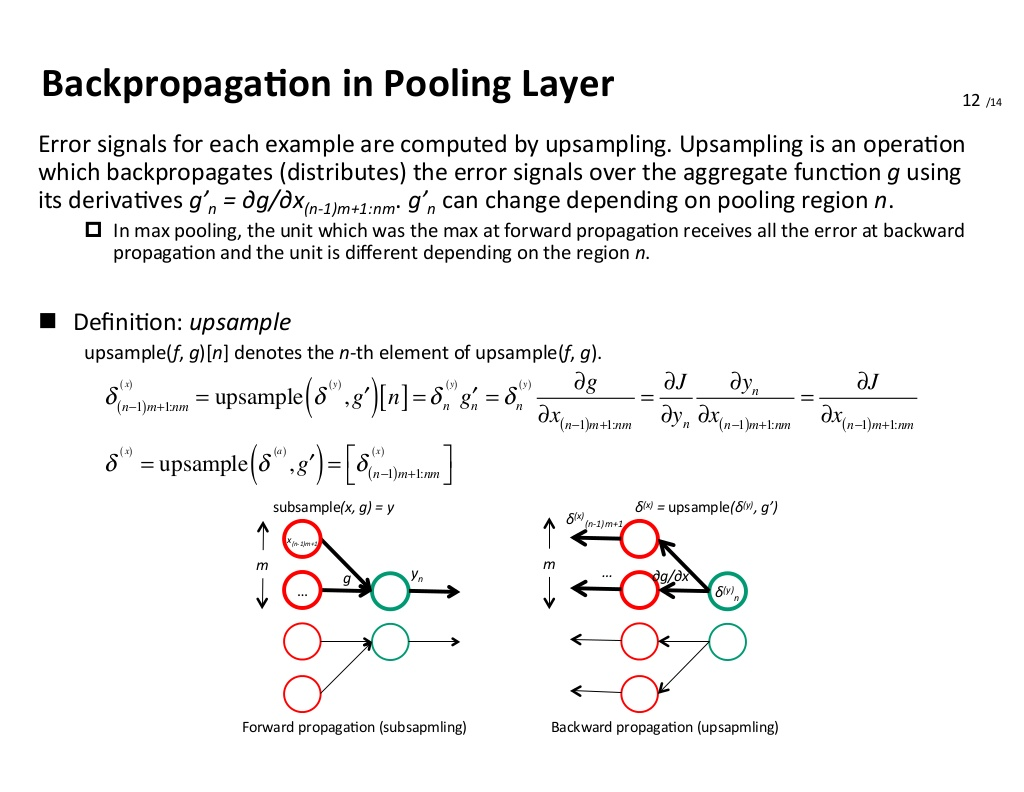 Backpropagation in Pooling Layer
12 /14
Error signals for each example are computed by upsampling. Upsampling is an operation
which backpropagates (distributes) the error signals over the aggregate function g using
its derivatives g’n = ∂g/∂x(n-1)m+1:nm. g’n can change depending on pooling region n.
In max pooling, the unit which was the max at forward propagation receives all the error at backward
propagation and the unit is different depending on the region n.
Definition: upsample
upsample(f, g)[n] denotes the n-th element of upsample(f, g).
δ(n−1)m+1:nm^(x) = upsample(δ^(y), g′)[n] = δn^(y) g′n = δn^(y) ∂g/∂x(n−1)m+1:nm = ∂J/∂yn ∂yn/∂x(n−1)m+1:nm = ∂J/∂x(n−1)m+1:nm
δ^(x) = upsample(δ^(a), g′) = [δ(n−1)m+1:nm^(x)]
subsample(x, g) = y
x(n-1)m+1
m
g
yn
...
Forward propagation (subsapmling)
δ(x) = upsample(δ(y), g’)
δ(x)(n-1)m+1
m
...
∂g/∂x
δ(y)n
Backward propagation (upsapmling)